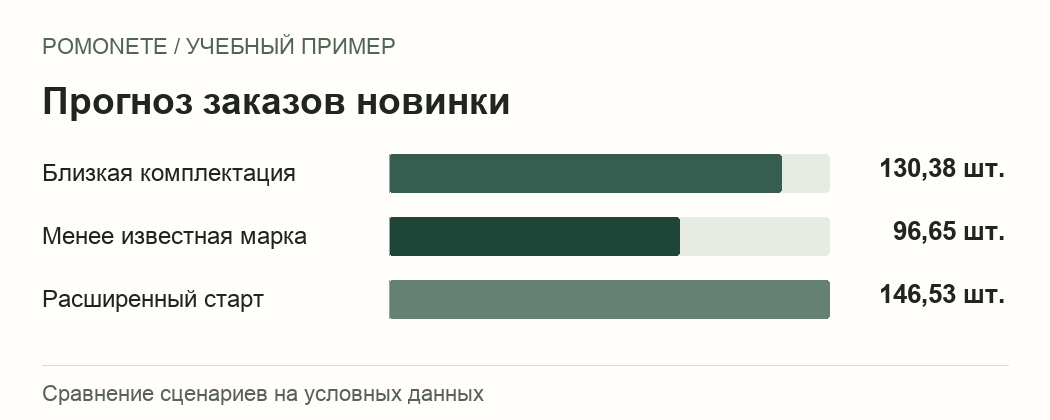 POMONETE / УЧЕБНЫЙ ПРИМЕР
Прогноз заказов новинки
Близкая комплектация 130,38 шт.
Менее известная марка 96,65 шт.
Расширенный старт 146,53 шт.
Сравнение сценариев на условных данных